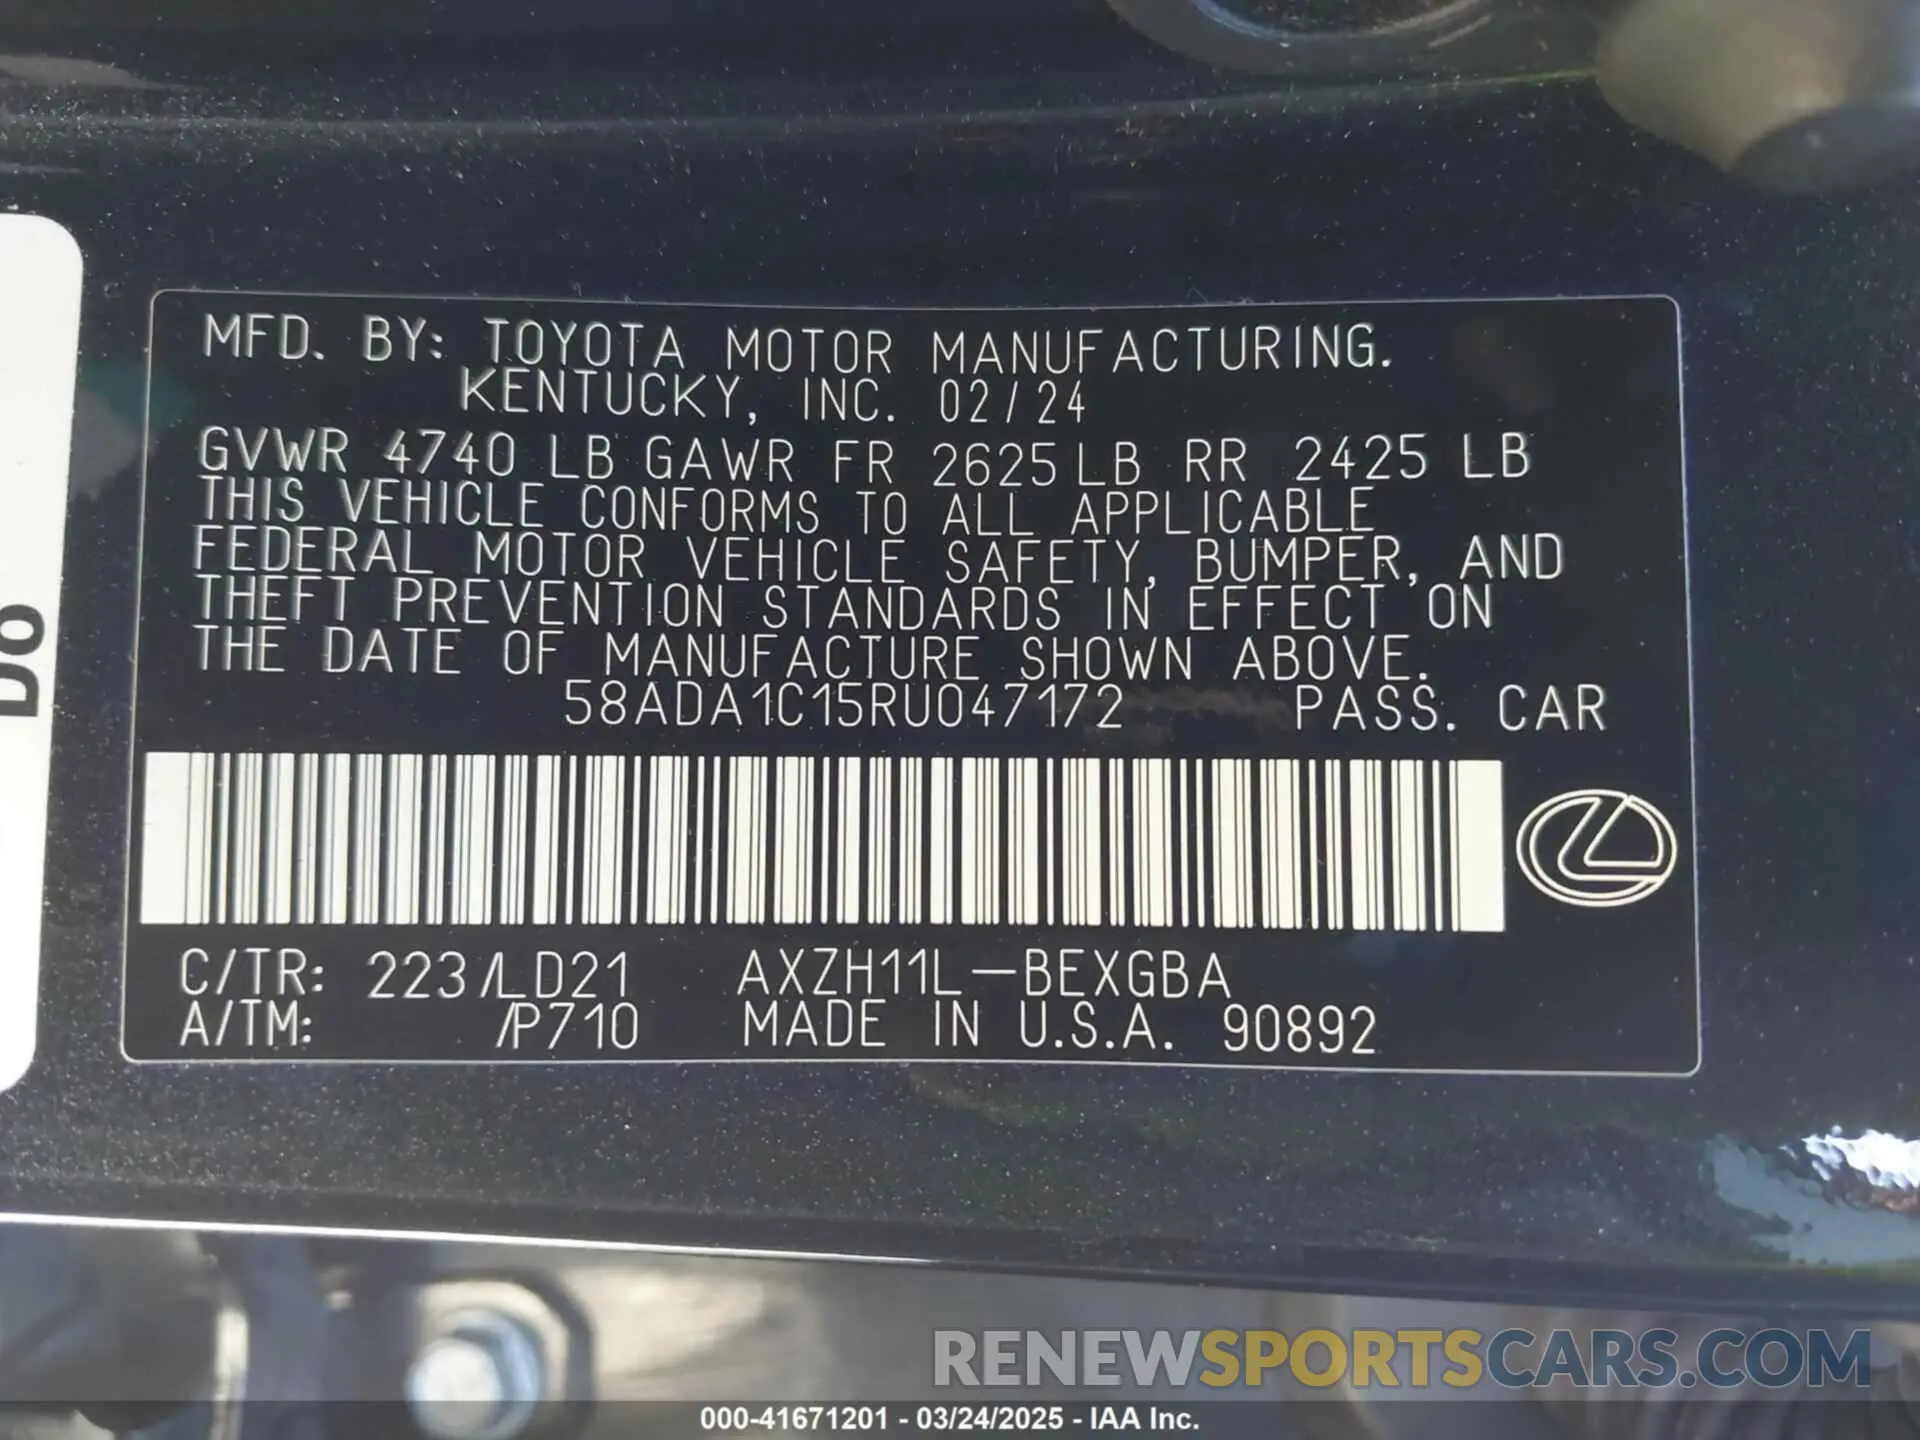 MFD. BY: TOYOTA MOTOR MANUFACTURING.
KENTUCKY, INC. 02/24
GVWR 4740 LB GAWR FR 2625 LB RR 2425 LB
THIS VEHICLE CONFORMS TO ALL APPLICABLE
FEDERAL MOTOR VEHICLE SAFETY, BUMPER, AND
THEFT PREVENTION STANDARDS IN EFFECT ON
THE DATE OF MANUFACTURE SHOWN ABOVE.
58ADA1C15RU047172 PASS. CAR
C/TR: 223/LD21 AXZH11L-BEXGBA
A/TM: /P710 MADE IN U.S.A. 90892
RENEWSPORTSCARS.COM
000-41671201 - 03/24/2025 - IAA Inc.